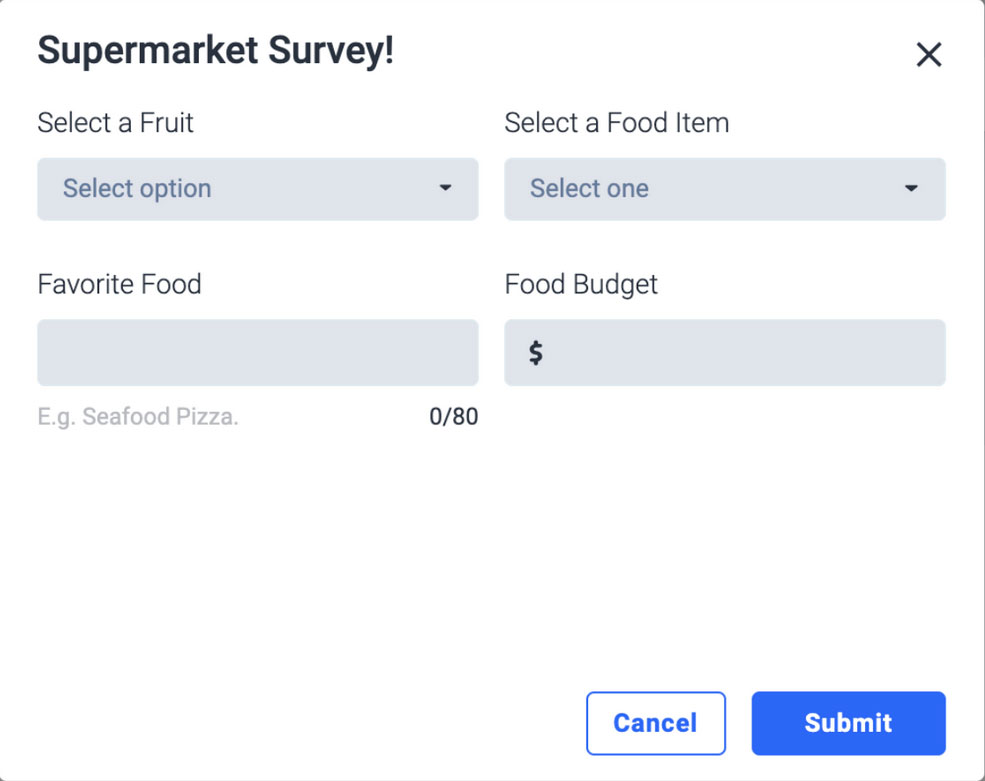 Supermarket Survey!
Select a Fruit
Select a Food Item
Select option
Select one
Favorite Food
Food Budget
$
E.g. Seafood Pizza.
0/80
Cancel
Submit